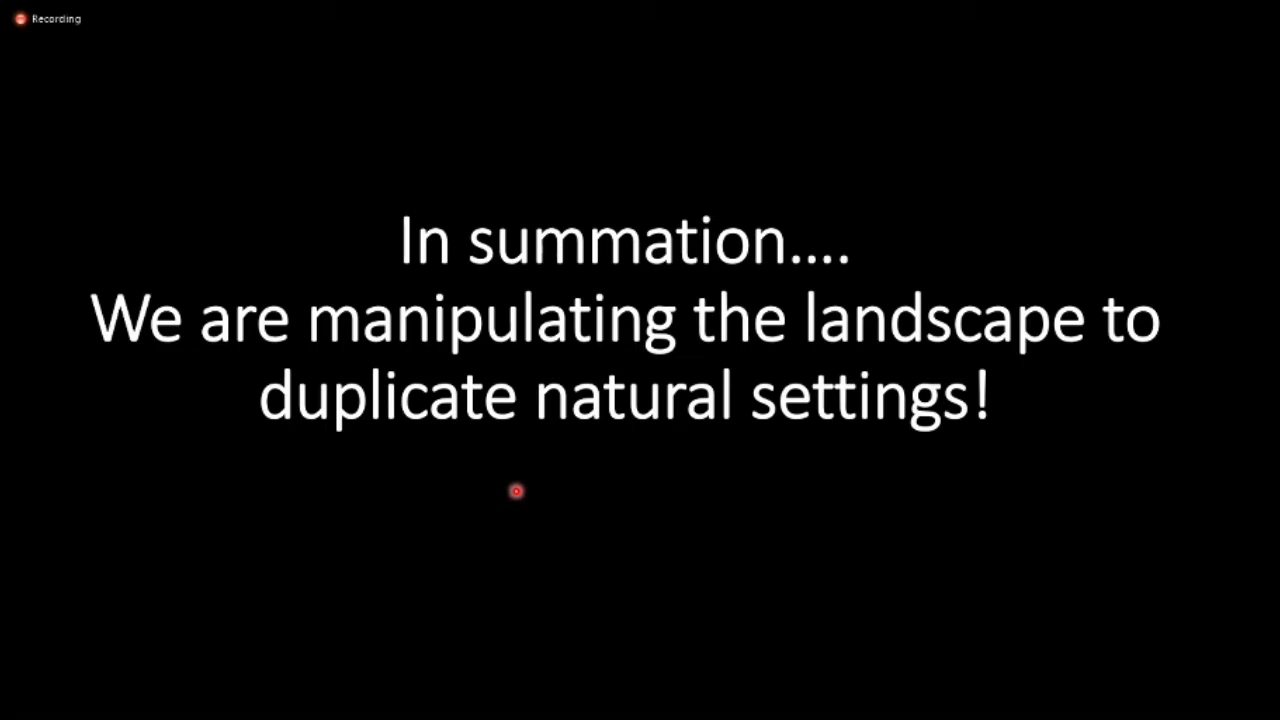 Recording
In summation....
We are manipulating the landscape to
duplicate natural settings!